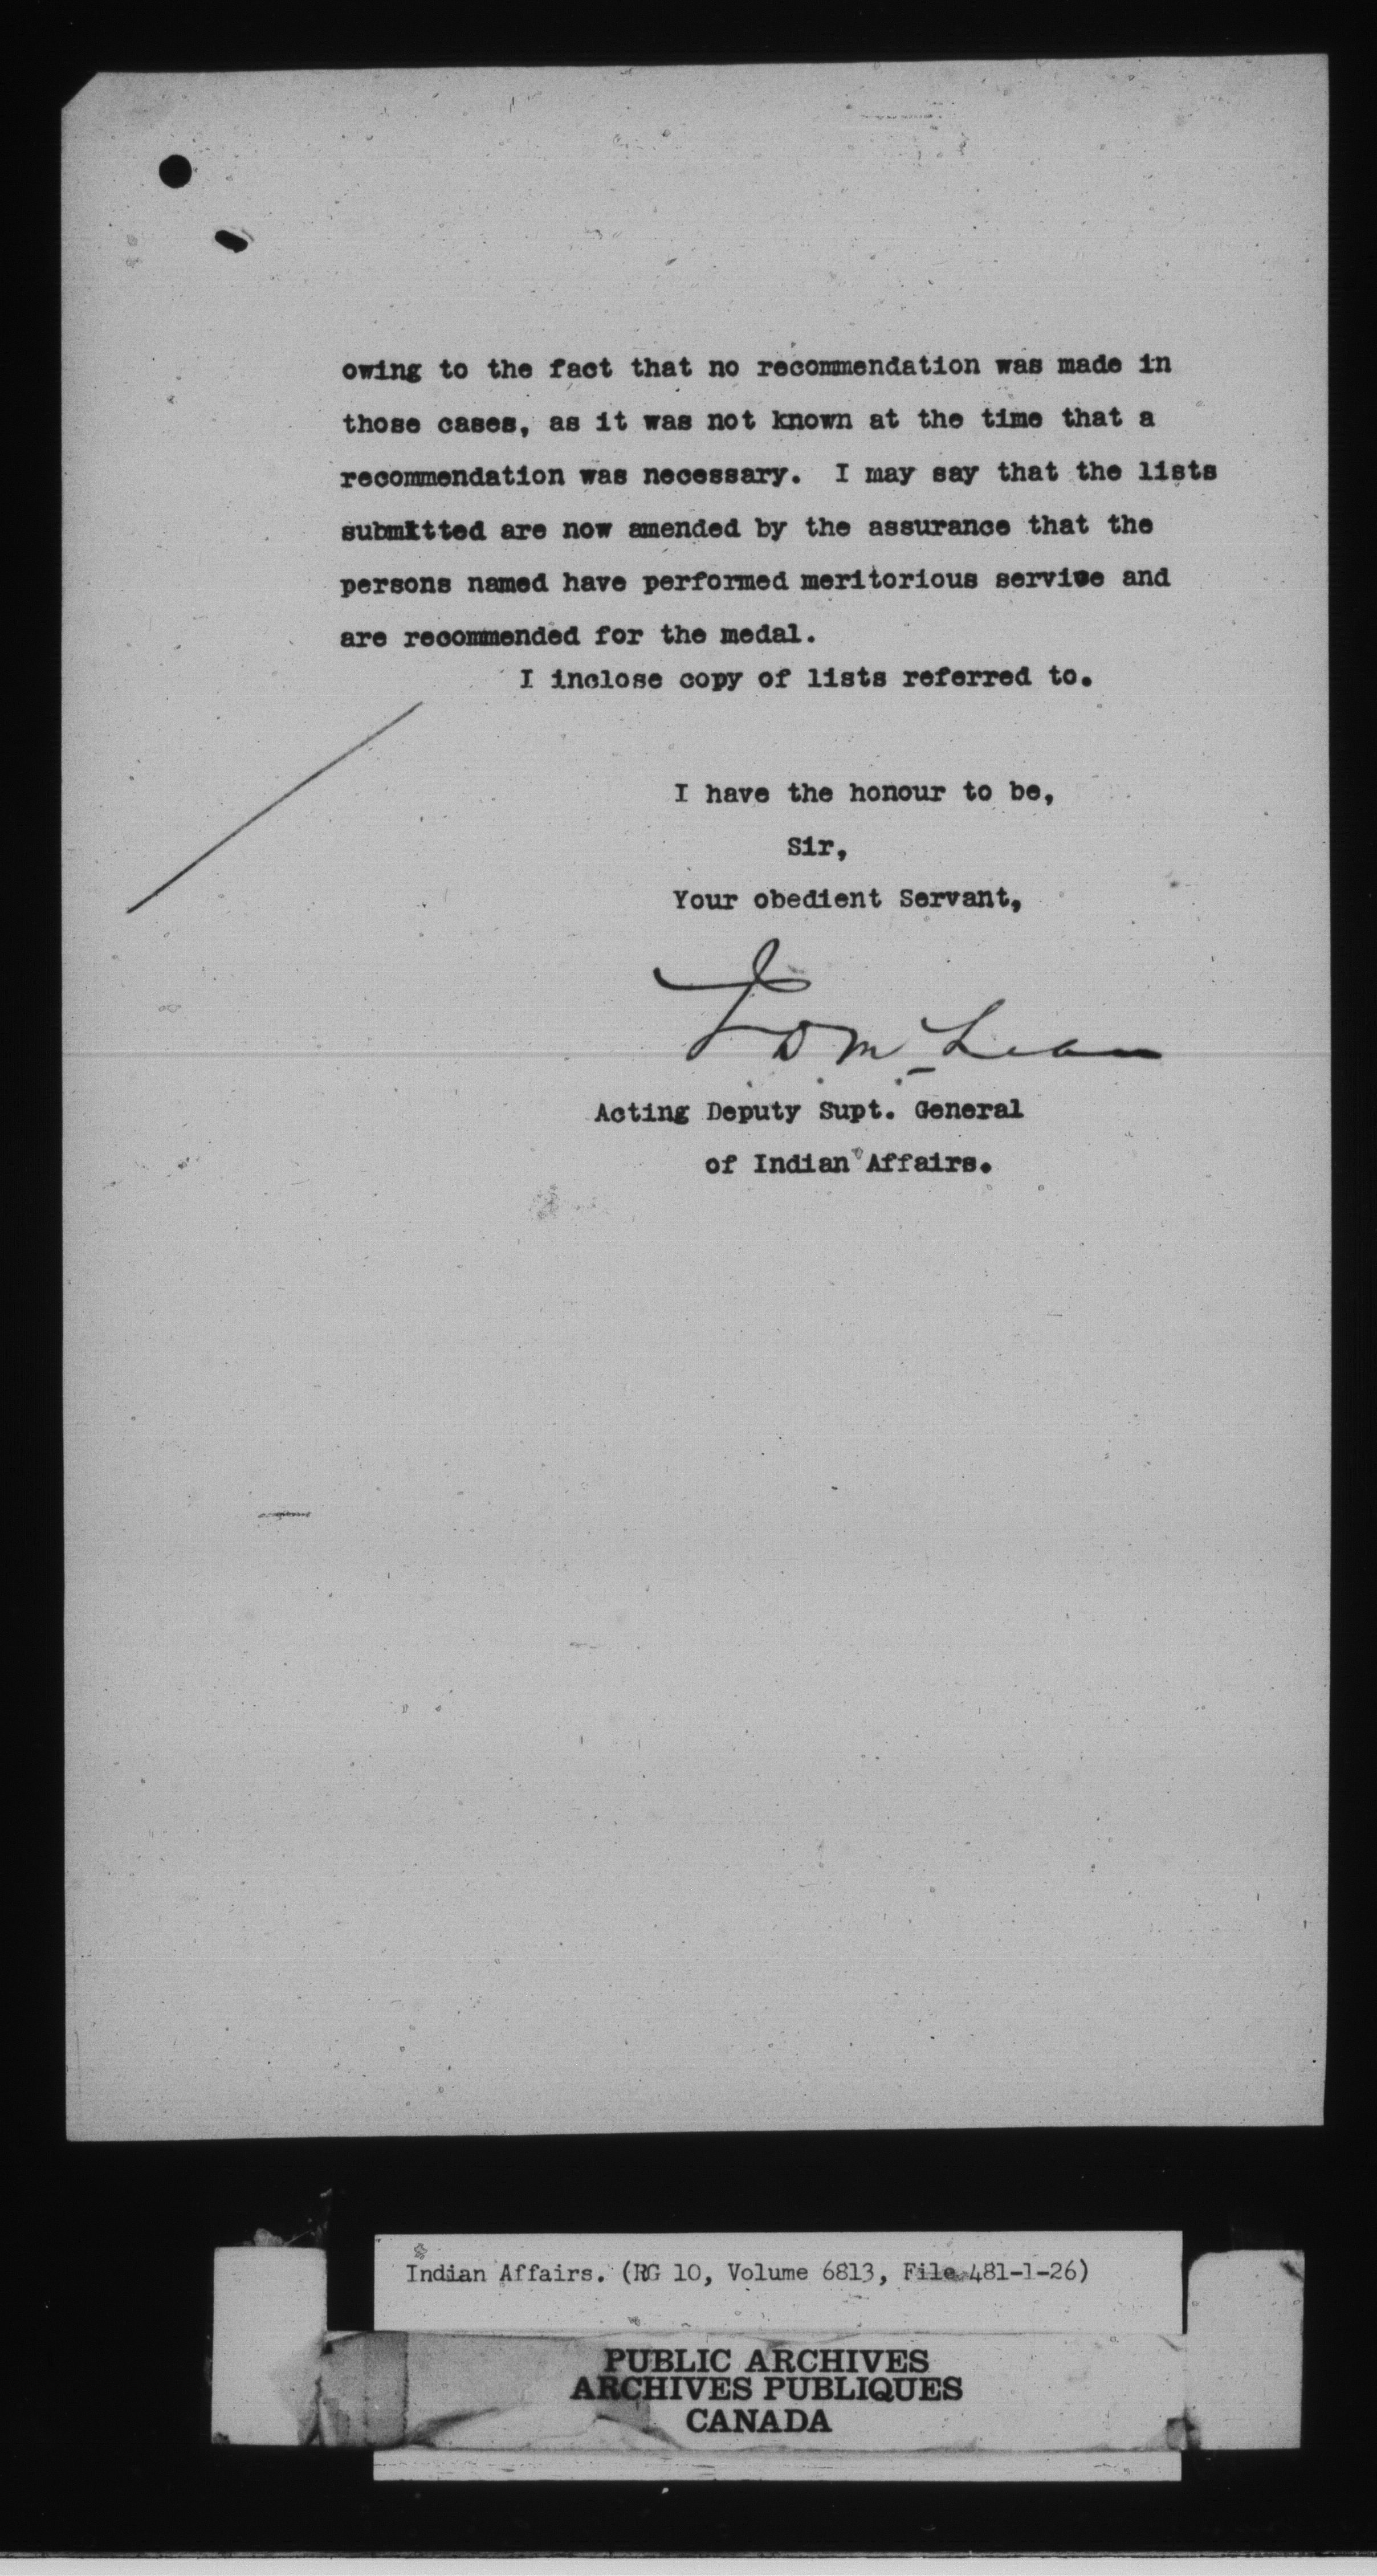 owing to the fact that no recommendation was made in
those cases, as it was not known at the time that a
recommendation was necessary. I may say that the lists
submitted are now amended by the assurance that the
persons named have performed meritorious service and
are recommended for the medal.
I inclose copy of lists referred to.
I have the honour to be,
Sir,
Your obedient Servant,
J D McLean
Acting Deputy Supt. General
of Indian Affairs.
Indian Affairs. (RG 10, Volume 6813, File 481-1-26)
PUBLIC ARCHIVES
ARCHIVES PUBLIQUES
CANADA